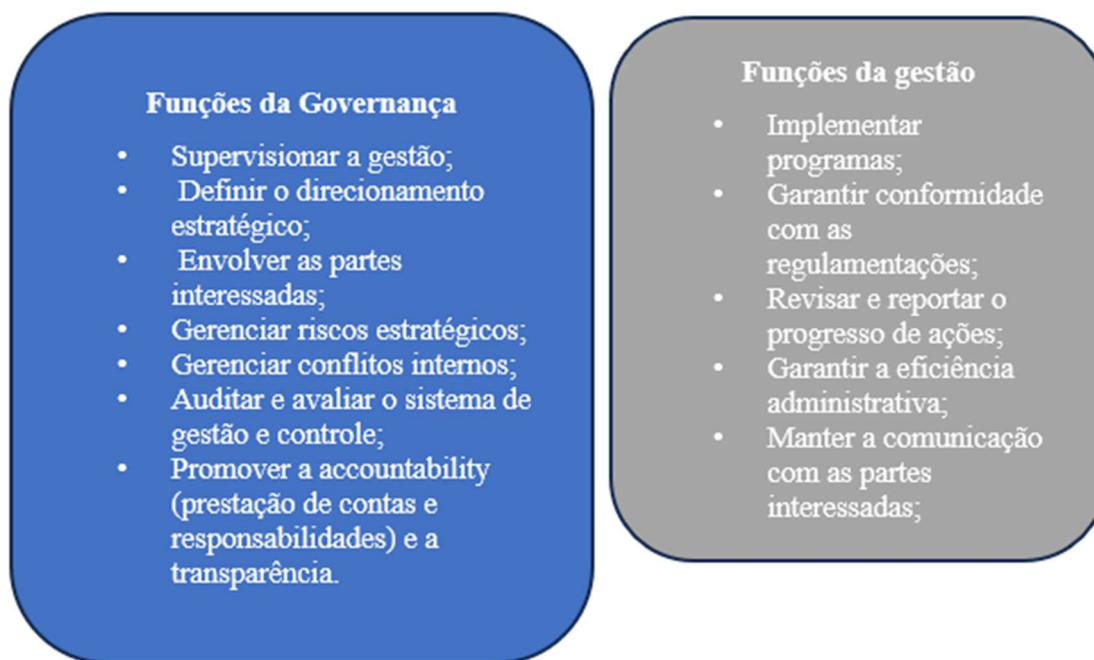 Funções da Governança
• Supervisionar a gestão;
• Definir o direcionamento
estratégico;
• Envolver as partes
interessadas;
• Gerenciar riscos estratégicos;
• Gerenciar conflitos internos;
• Auditar e avaliar o sistema de
gestão e controle;
• Promover a accountability
(prestação de contas e
responsabilidades) e a
transparência.
Funções da gestão
• Implementar
programas;
• Garantir conformidade
com as
regulamentações;
• Revisar e reportar o
progresso de ações;
• Garantir a eficiência
administrativa;
• Manter a comunicação
com as partes
interessadas;